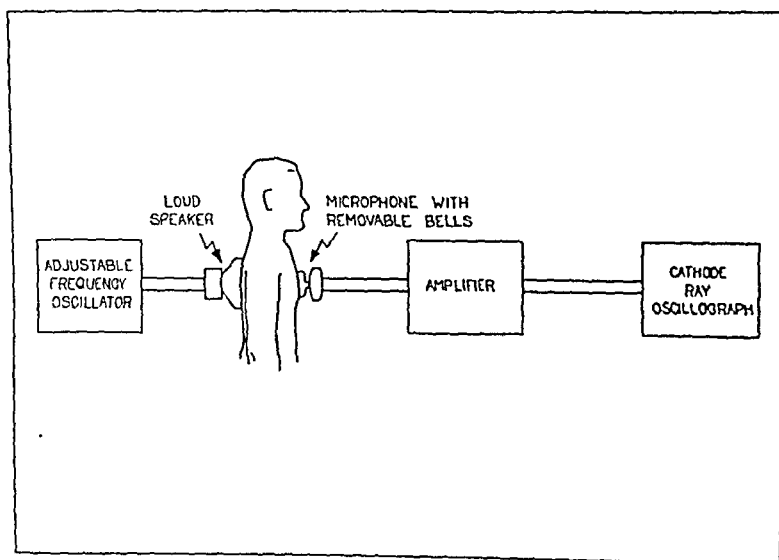 LOUD
SPEAKER
MICROPHONE WITH
REMOVABLE BELLS
ADJUSTABLE
FREQUENCY
OSCILLATOR
AMPLIFIER
CATHODE
RAY
OSCILLOGRAPH